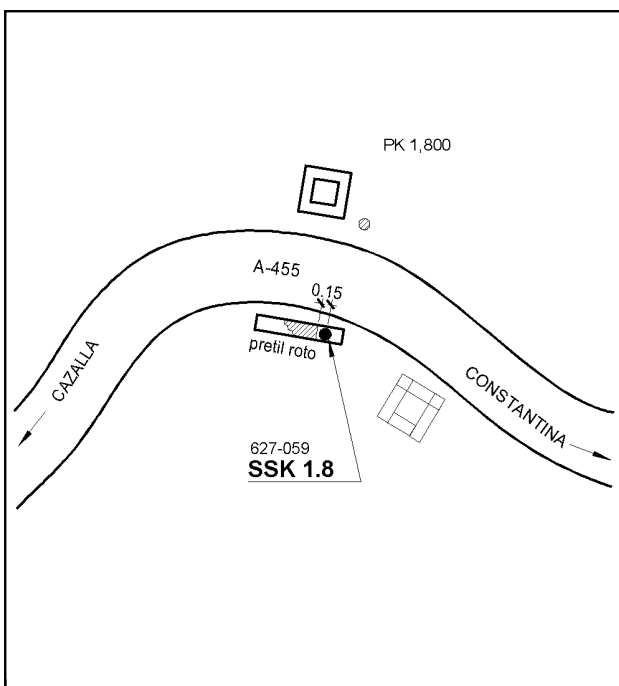 PK 1,800
A-455
0.15
pretil roto
CAZALLA
CONSTANTINA
627-059
SSK 1.8